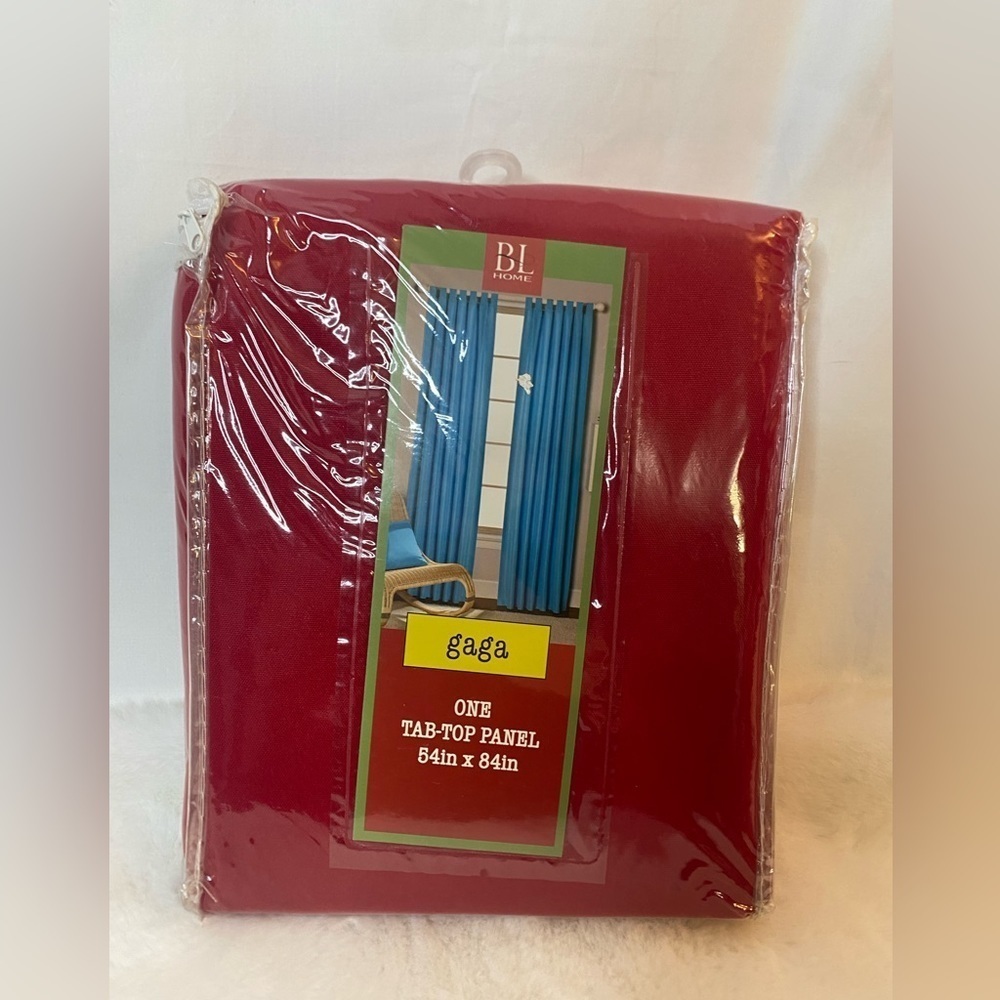 BL
HOME
gaga
ONE
TAB-TOP PANEL
54in x 84in